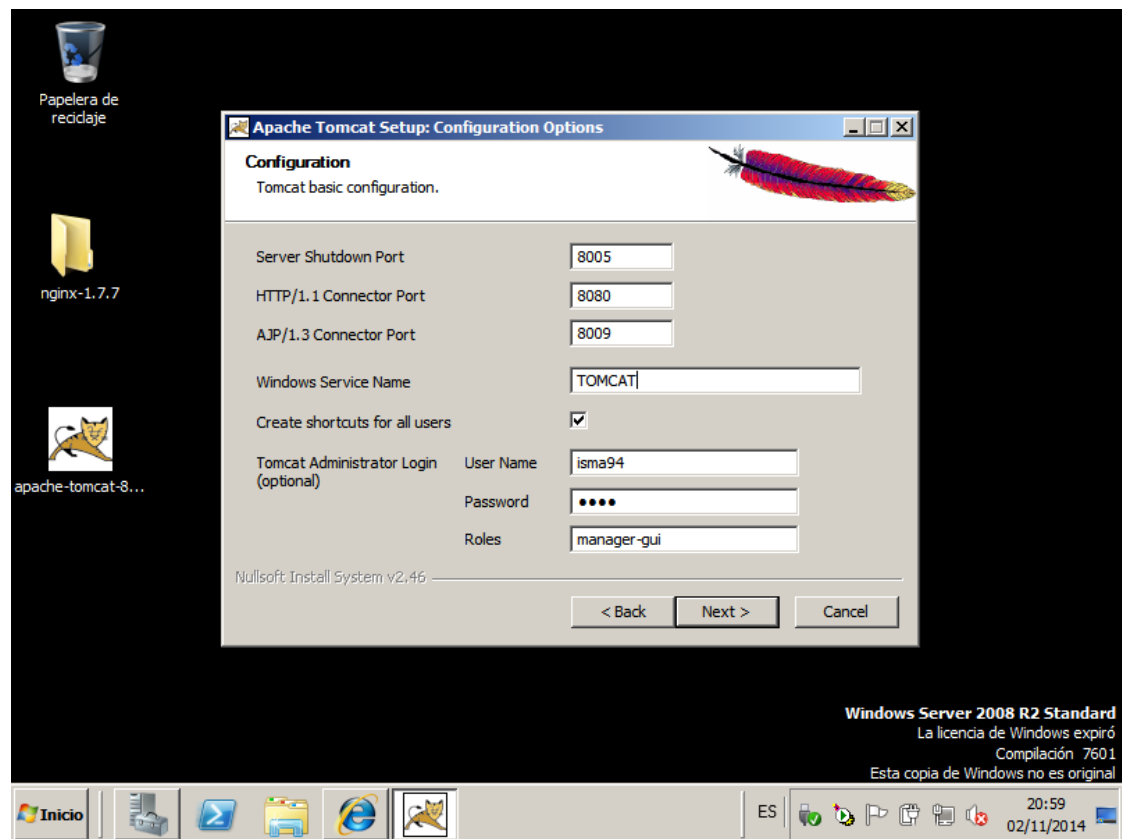 Papelera de
reciclaje
nginx-1.7.7
apache-tomcat-8...
Apache Tomcat Setup: Configuration Options
Configuration
Tomcat basic configuration.
Server Shutdown Port 8005
HTTP/1.1 Connector Port 8080
AJP/1.3 Connector Port 8009
Windows Service Name TOMCAT
Create shortcuts for all users
Tomcat Administrator Login User Name isma94
(optional)
Password ●●●●
Roles manager-gui
Nullsoft Install System v2.46
< Back Next > Cancel
Windows Server 2008 R2 Standard
La licencia de Windows expiró
Compilación 7601
Esta copia de Windows no es original
Inicio ES 20:59
02/11/2014